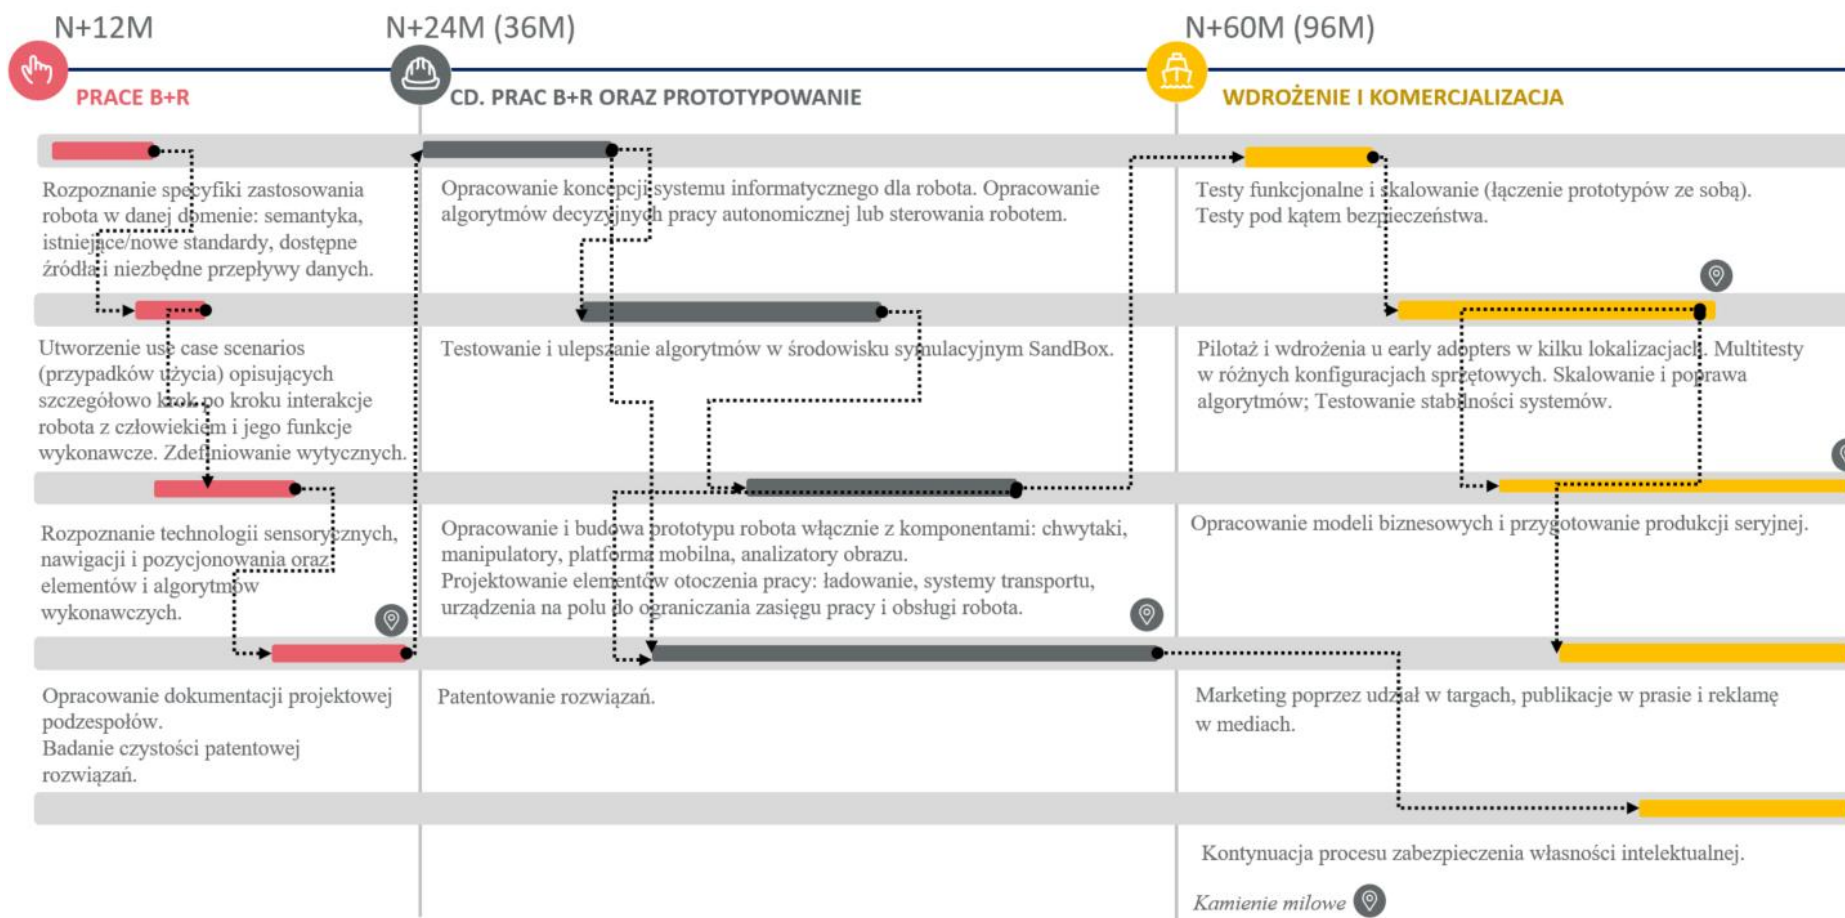 N+12M
N+24M (36M)
N+60M (96M)
PRACE B+R
CD. PRAC B+R ORAZ PROTOTYPOWANIE
WDROŻENIE I KOMERCJALIZACJA
Rozpoznanie specyfiki zastosowania
robota w danej domenie: semantyka,
istniejące/nowe standardy, dostępne
źródła i niezbędne przepływy danych.
Opracowanie koncepcji systemu informatycznego dla robota. Opracowanie
algorytmów decyzyjnych pracy autonomicznej lub sterowania robotem.
Testy funkcjonalne i skalowanie (łączenie prototypów ze sobą).
Testy pod kątem bezpieczeństwa.
Utworzenie use case scenarios
(przypadków użycia) opisujących
szczegółowo krok po kroku interakcje
robota z człowiekiem i jego funkcje
wykonawcze. Zdefiniowanie wytycznych.
Testowanie i ulepszanie algorytmów w środowisku symulacyjnym SandBox.
Pilotaż i wdrożenia u early adopters w kilku lokalizacjach. Multitesty
w różnych konfiguracjach sprzętowych. Skalowanie i poprawa
algorytmów; Testowanie stabilności systemów.
Rozpoznanie technologii sensorycznych,
nawigacji i pozycjonowania oraz
elementów i algorytmów
wykonawczych.
Opracowanie i budowa prototypu robota włącznie z komponentami: chwytaki,
manipulatory, platforma mobilna, analizatory obrazu.
Projektowanie elementów otoczenia pracy: ładowanie, systemy transportu,
urządzenia na polu do ograniczania zasięgu pracy i obsługi robota.
Opracowanie modeli biznesowych i przygotowanie produkcji seryjnej.
Opracowanie dokumentacji projektowej
podzespołów.
Badanie czystości patentowej
rozwiązań.
Patentowanie rozwiązań.
Marketing poprzez udział w targach, publikacje w prasie i reklamę
w mediach.
Kontynuacja procesu zabezpieczenia własności intelektualnej.
Kamienie milowe